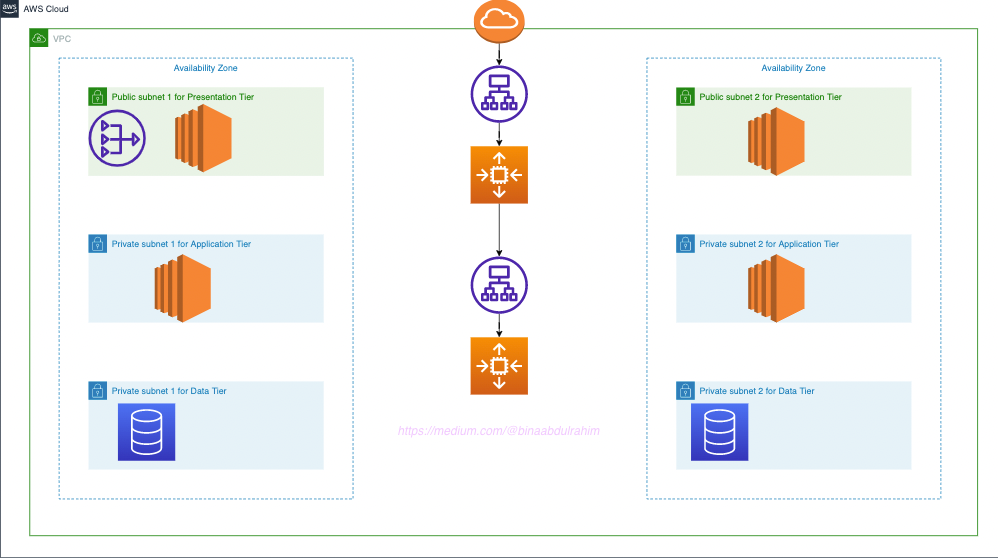 aws
AWS Cloud
VPC
Availability Zone
Public subnet 1 for Presentation Tier
Private subnet 1 for Application Tier
Private subnet 1 for Data Tier
https://medium.com/@binaabdulrahim
Availability Zone
Public subnet 2 for Presentation Tier
Private subnet 2 for Application Tier
Private subnet 2 for Data Tier